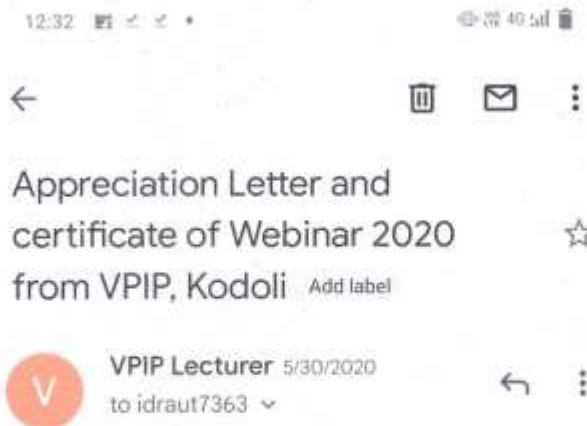 12:32
4G
Appreciation Letter and
certificate of Webinar 2020
from VPIP, Kodoli Add label
V
VPIP Lecturer 5/30/2020
to idraut7363